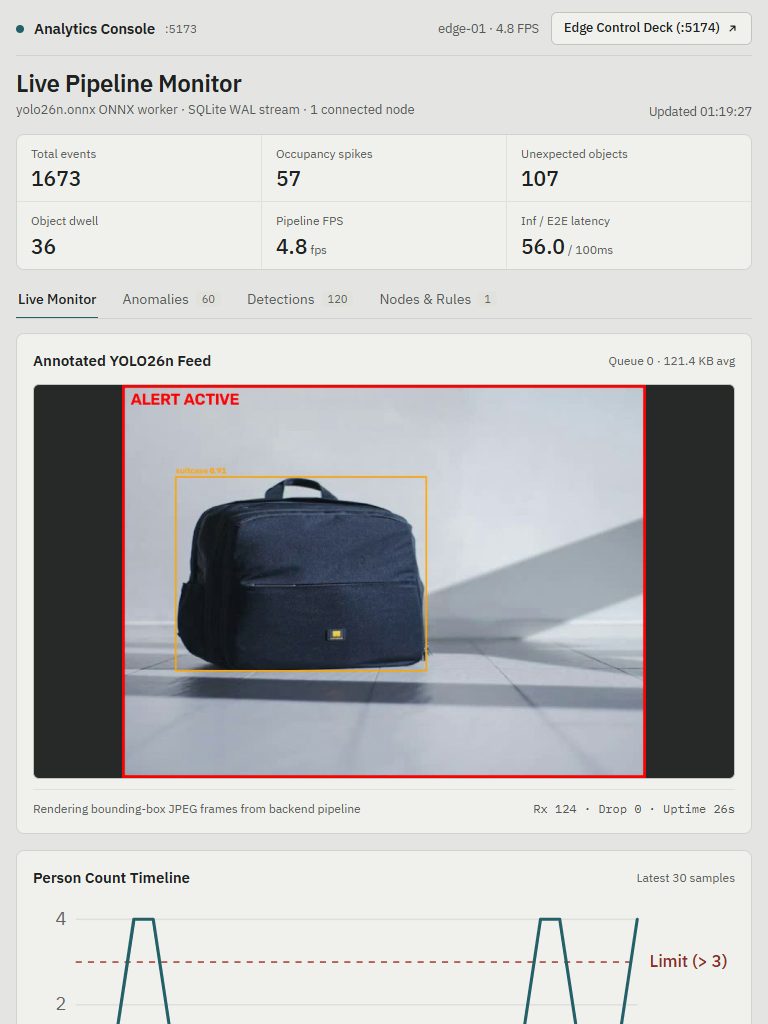 Analytics Console :5173
edge-01 · 4.8 FPS
Edge Control Deck (:5174) ↗
Live Pipeline Monitor
yolo26n.onnx ONNX worker · SQLite WAL stream · 1 connected node
Updated 01:19:27
Total events
1673
Occupancy spikes
57
Unexpected objects
107
Object dwell
36
Pipeline FPS
4.8 fps
Inf / E2E latency
56.0 / 100ms
Live Monitor
Anomalies 60
Detections 120
Nodes & Rules 1
Annotated YOLO26n Feed
Queue 0 · 121.4 KB avg
ALERT ACTIVE
suitcase 0.91
Rendering bounding-box JPEG frames from backend pipeline
Rx 124 · Drop 0 · Uptime 26s
Person Count Timeline
Latest 30 samples
4
Limit (> 3)
2